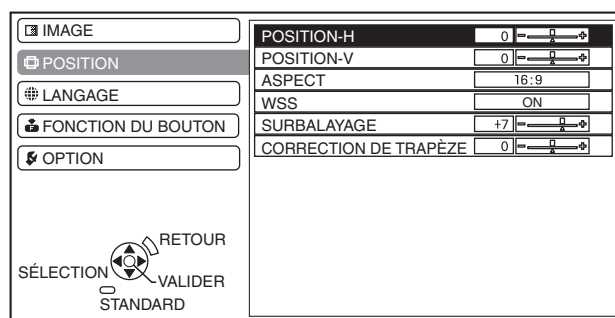 IMAGE
POSITION
LANGAGE
FONCTION DU BOUTON
OPTION
POSITION-H 0
POSITION-V 0
ASPECT 16:9
WSS ON
SURBALAYAGE +7
CORRECTION DE TRAPÈZE 0
RETOUR
SÉLECTION
VALIDER
STANDARD